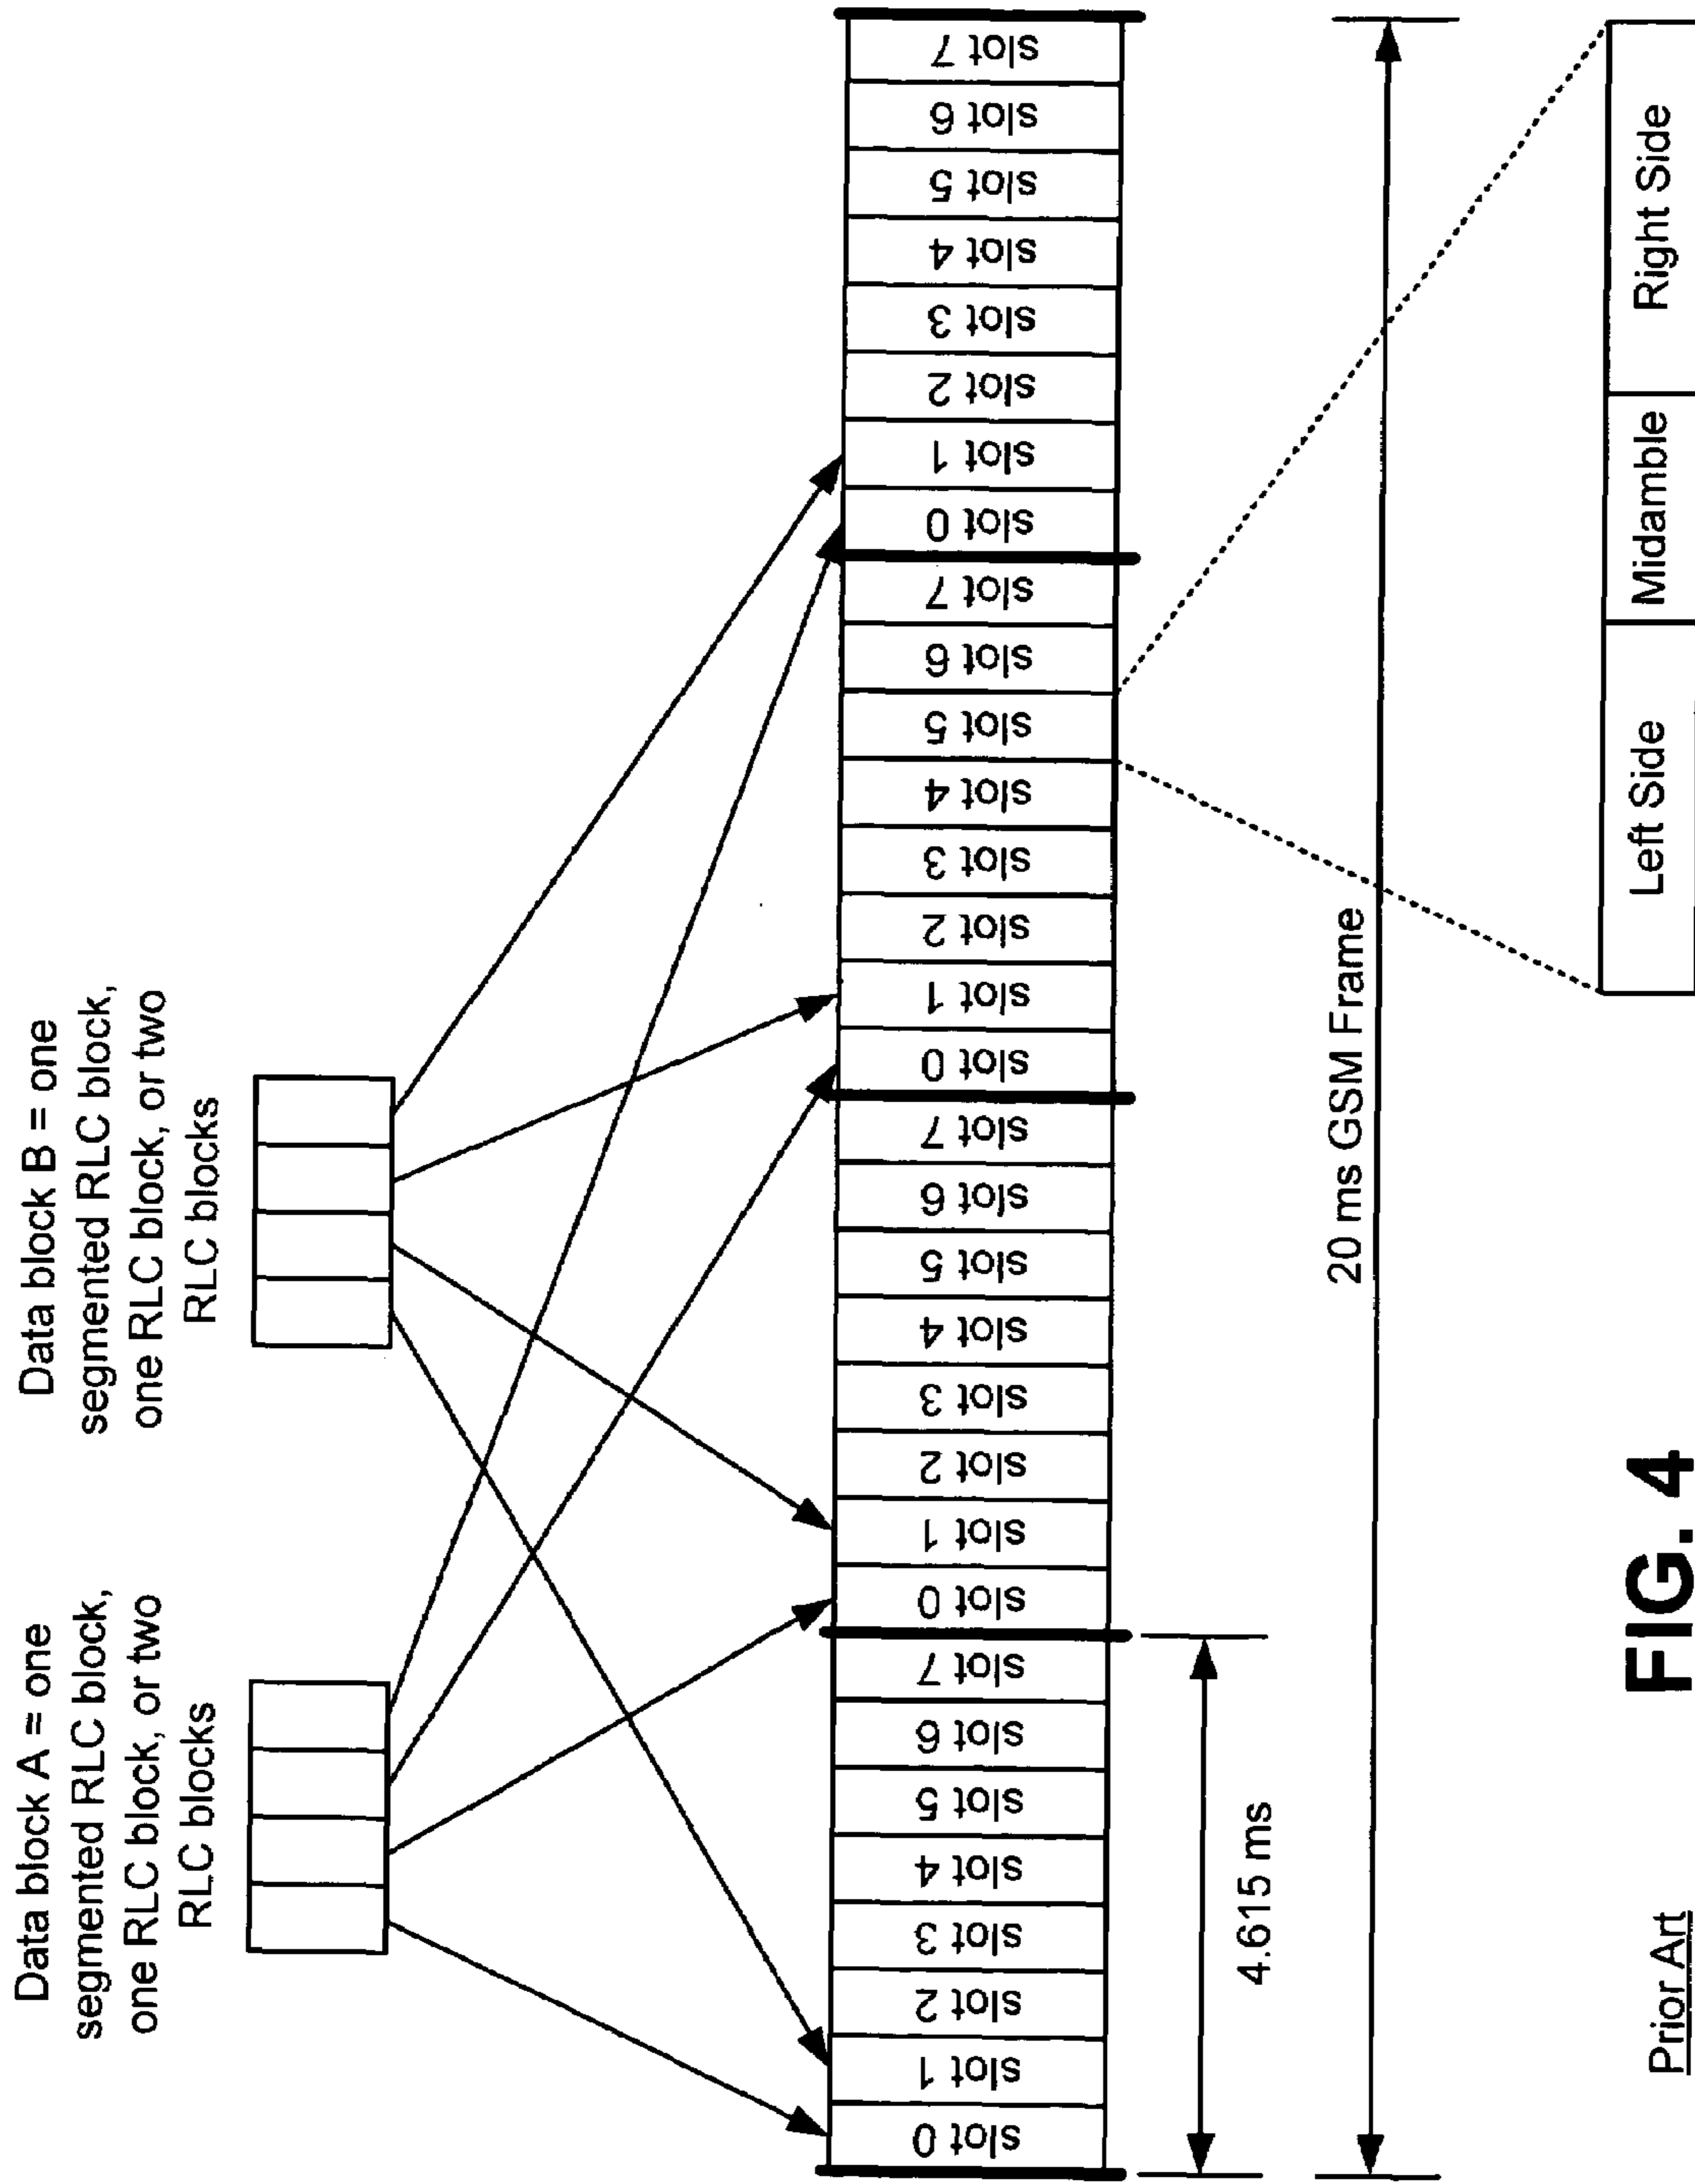 Data block A = one
segmented RLC block,
one RLC block, or two
RLC blocks
Data block B = one
segmented RLC block,
one RLC block, or two
RLC blocks
slot 0
slot 1
slot 2
slot 3
slot 4
slot 5
slot 6
slot 7
slot 0
slot 1
slot 2
slot 3
slot 4
slot 5
slot 6
slot 7
slot 0
slot 1
slot 2
slot 3
slot 4
slot 5
slot 6
slot 7
slot 0
slot 1
slot 2
slot 3
slot 4
slot 5
slot 6
slot 7
4.615 ms
20 ms GSM Frame
Left Side
Midamble
Right Side
Prior Art
FIG. 4